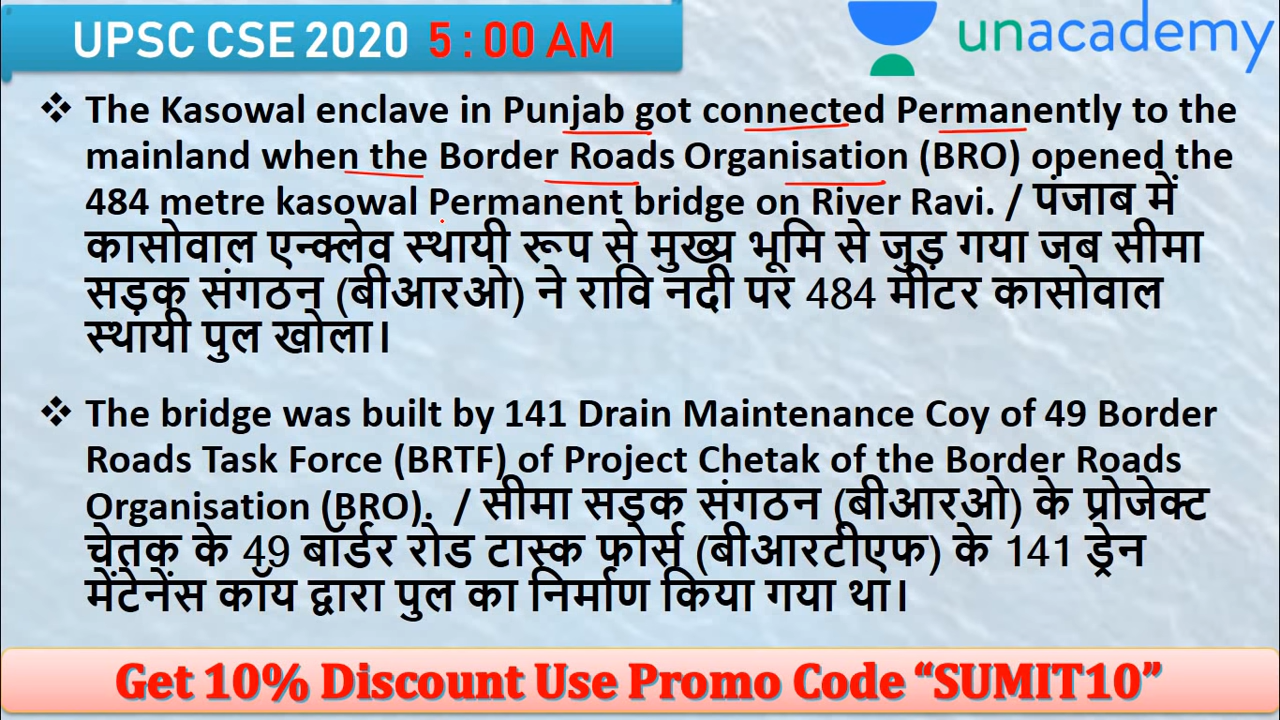 UPSC CSE 2020 5 : 00 AM
unacademy
❖ The Kasowal enclave in Punjab got connected Permanently to the
mainland when the Border Roads Organisation (BRO) opened the
484 metre kasowal Permanent bridge on River Ravi. / पंजाब में
कासोवाल एन्क्लेव स्थायी रूप से मुख्य भूमि से जुड़ गया जब सीमा
सड़क संगठन (बीआरओ) ने रावि नदी पर 484 मीटर कासोवाल
स्थायी पुल खोला।
❖ The bridge was built by 141 Drain Maintenance Coy of 49 Border
Roads Task Force (BRTF) of Project Chetak of the Border Roads
Organisation (BRO). / सीमा सड़क संगठन (बीआरओ) के प्रोजेक्ट
चेतक के 49 बॉर्डर रोड टास्क फोर्स (बीआरटीएफ) के 141 ड्रेन
मेंटेनेंस कॉय द्वारा पुल का निर्माण किया गया था।
Get 10% Discount Use Promo Code “SUMIT10”